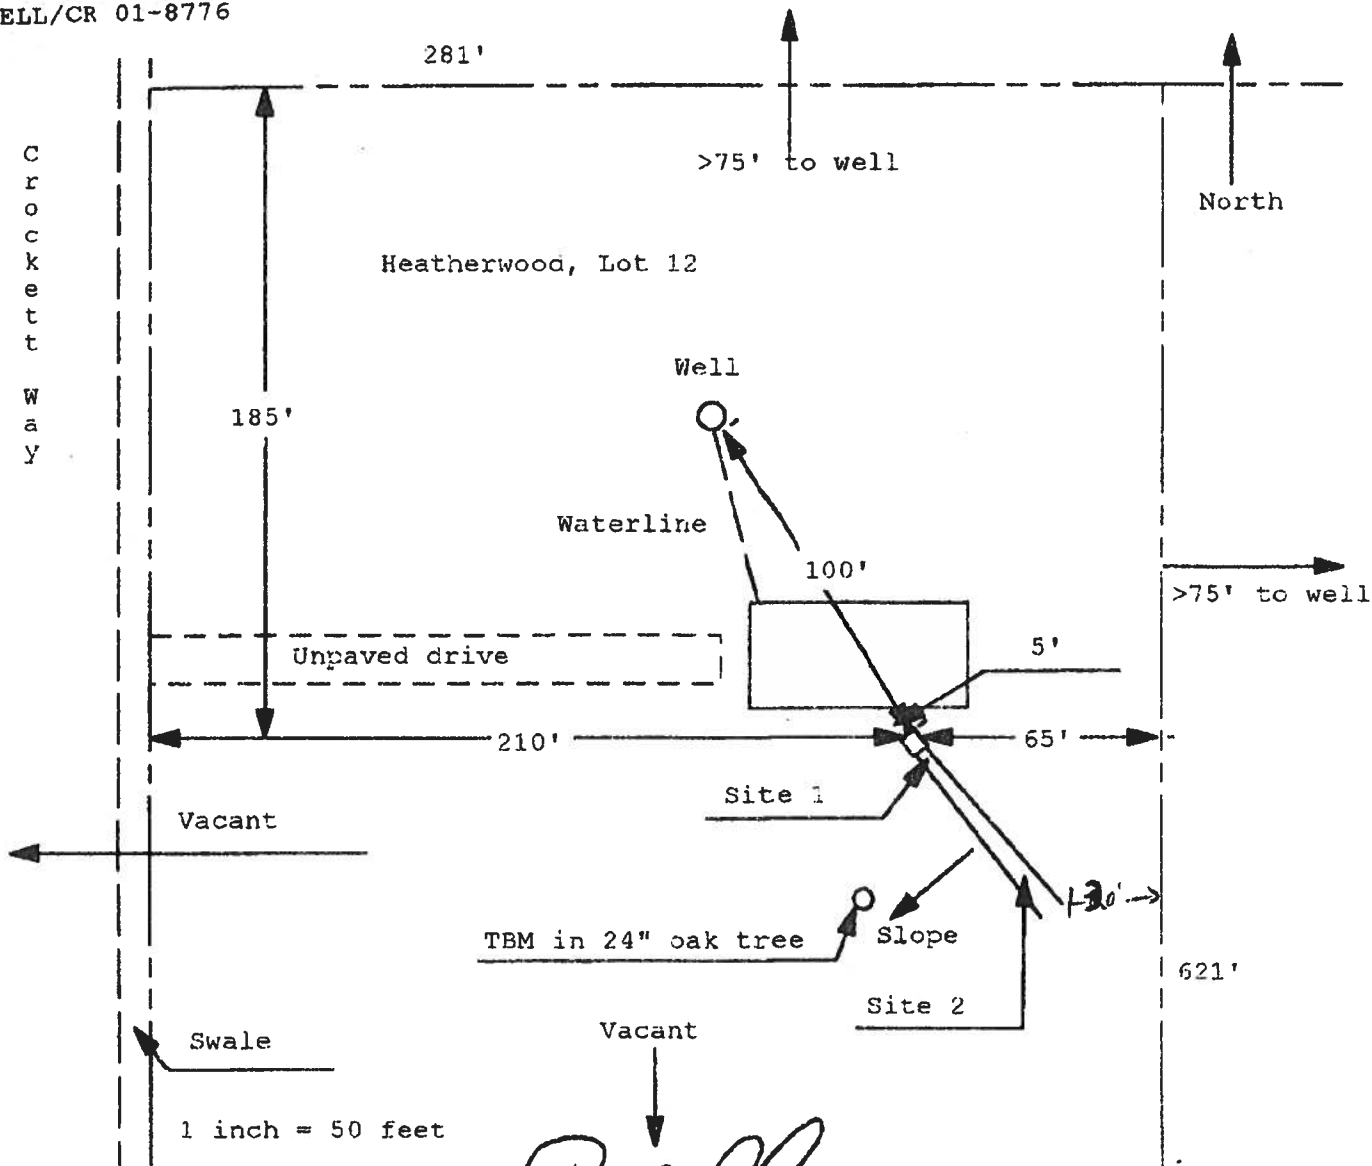 ELL/CR 01-8776
281'
Crockett Way
>75' to well
North
Heatherwood, Lot 12
Well
185'
Waterline
100'
>75' to well
Unpaved drive
5'
210'
65'
Site 1
Vacant
TBM in 24" oak tree
Slope
621'
Site 2
Vacant
Swale
1 inch = 50 feet